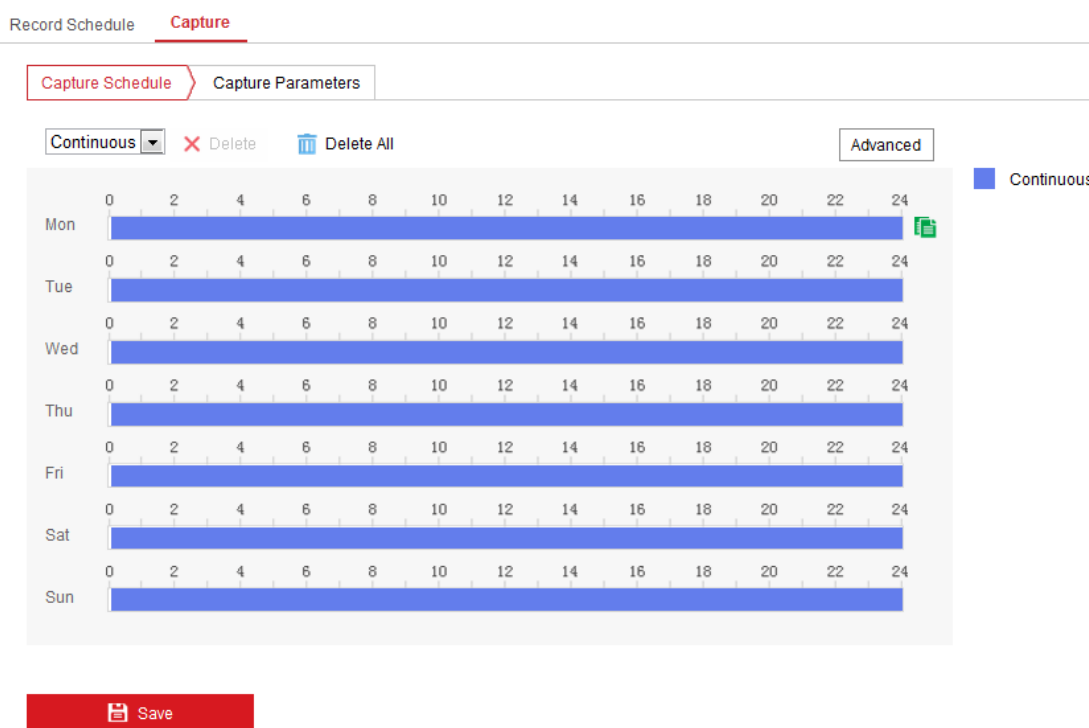 Record Schedule Capture
Capture Schedule Capture Parameters
Continuous Delete Delete All Advanced
Continuous
0 2 4 6 8 10 12 14 16 18 20 22 24
Mon
0 2 4 6 8 10 12 14 16 18 20 22 24
Tue
0 2 4 6 8 10 12 14 16 18 20 22 24
Wed
0 2 4 6 8 10 12 14 16 18 20 22 24
Thu
0 2 4 6 8 10 12 14 16 18 20 22 24
Fri
0 2 4 6 8 10 12 14 16 18 20 22 24
Sat
0 2 4 6 8 10 12 14 16 18 20 22 24
Sun
Save